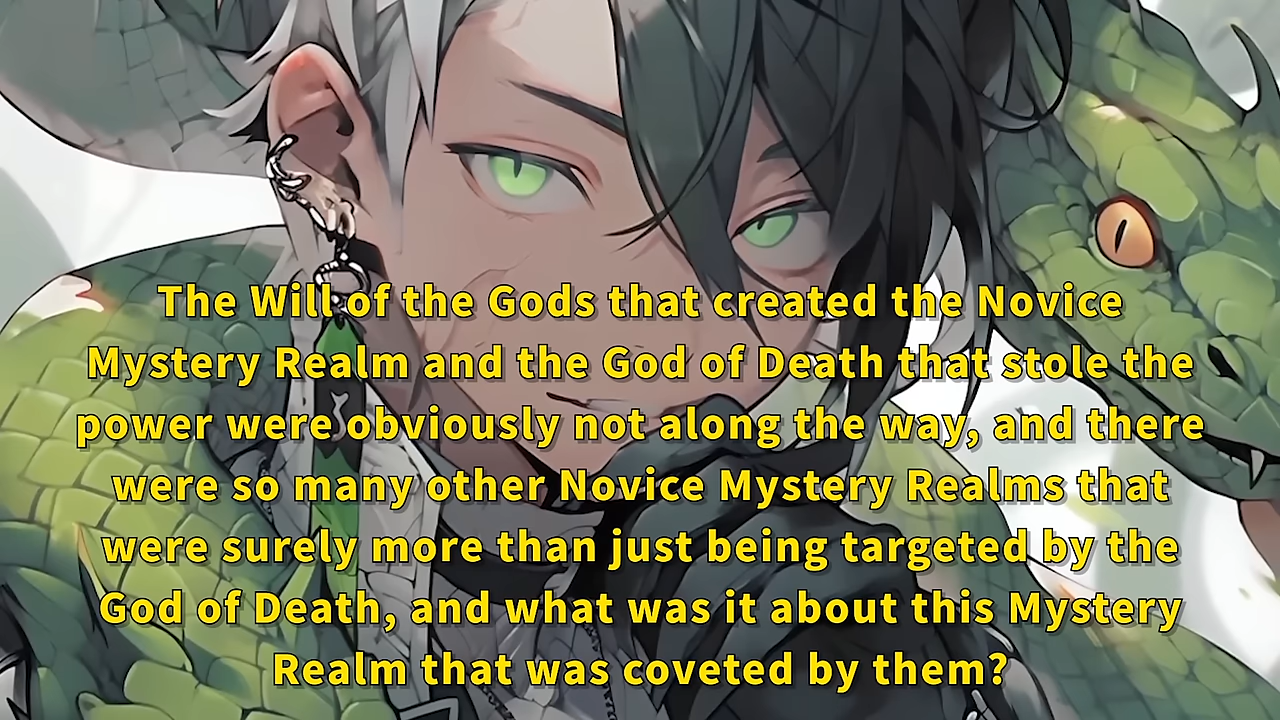 The Will of the Gods that created the Novice
Mystery Realm and the God of Death that stole the
power were obviously not along the way, and there
were so many other Novice Mystery Realms that
were surely more than just being targeted by the
God of Death, and what was it about this Mystery
Realm that was coveted by them?